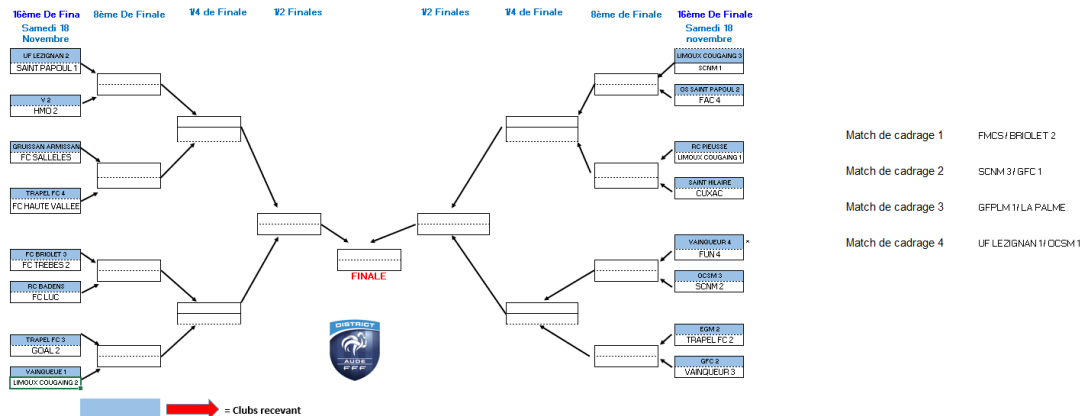 16ème De Fina
8ème De Finale
1/4 de Finale
1/2 Finales
1/2 Finales
1/4 de Finale
8ème de Finale
16ème De Finale
Samedi 18
Novembre
Samedi 18
novembre
UF LEZIGNAN 2
SAINT PAPOUL 1
V 2
HMO 2
GRUISSAN ARMISSAN
FC SALLELES
TRAPEL FC 4
FC HAUTE VALLEE
FC BRIOLET 3
FC TREBES 2
RC BADENS
FC LUC
TRAPEL FC 3
GOAL 2
VAINQUEUE 1
LIMOUX COUGAING 2
FINALE
DISTRICT
AUDE
FFF
LIMOUX COUGAING 3
SCNM 1
OS SAINT PAPOUL 2
FAC 4
RC PIEUSSE
LIMOUX COUGAING 1
SAINT HILAIRE
CUXAC
VAINQUEUR 4 *
FUN 4
OCSM 3
SCNM 2
EGM 2
TRAPEL FC 2
GFC 2
VAINQUEUR 3
Match de cadrage 1 FMCS / BRIOLET 2
Match de cadrage 2 SCNM 3 / GFC 1
Match de cadrage 3 GFPLM 1 / LA PALME
Match de cadrage 4 UF LEZIGNAN 1 / OCSM 1
= Clubs recevant